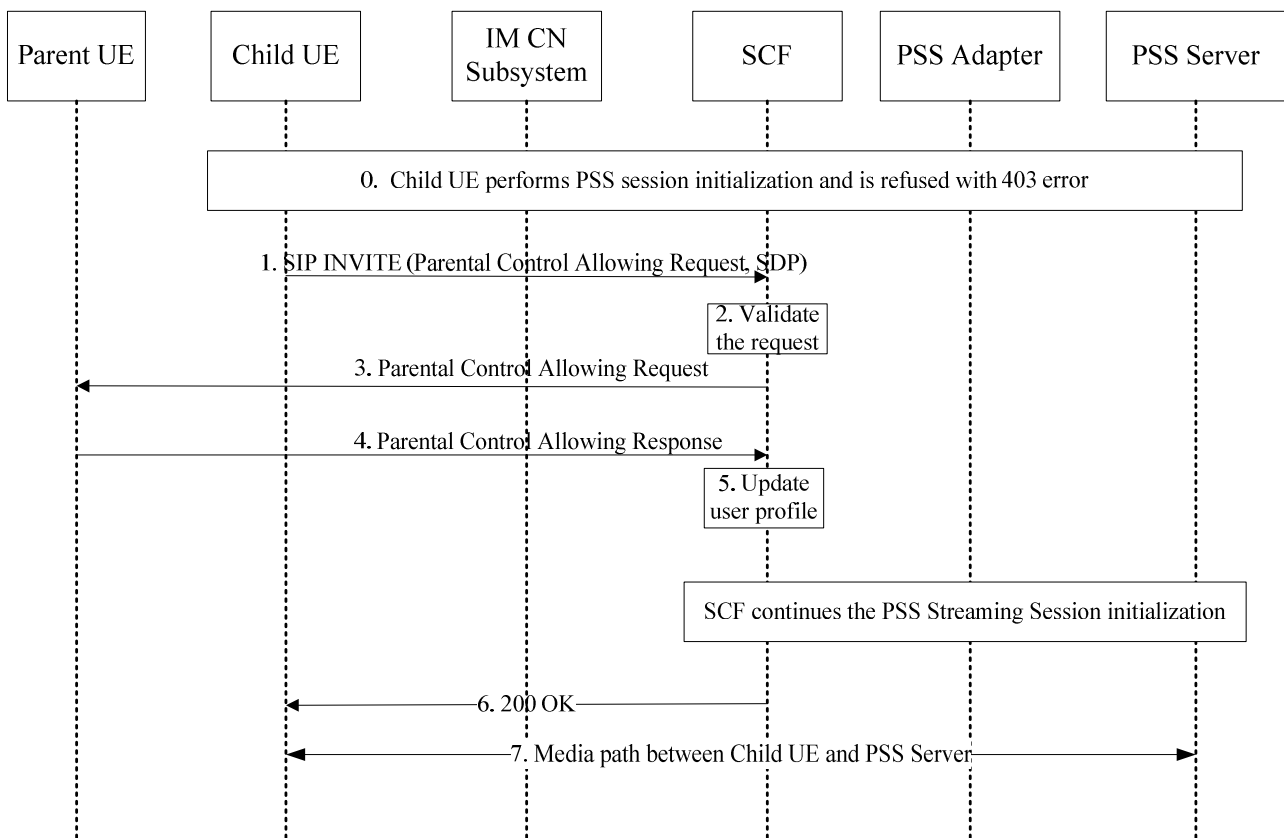 Parent UE
Child UE
IM CN
Subsystem
SCF
PSS Adapter
PSS Server
0. Child UE performs PSS session initialization and is refused with 403 error
1. SIP INVITE (Parental Control Allowing Request, SDP)
2. Validate
the request
3. Parental Control Allowing Request
4. Parental Control Allowing Response
5. Update
user profile
SCF continues the PSS Streaming Session initialization
6. 200 OK
7. Media path between Child UE and PSS Server